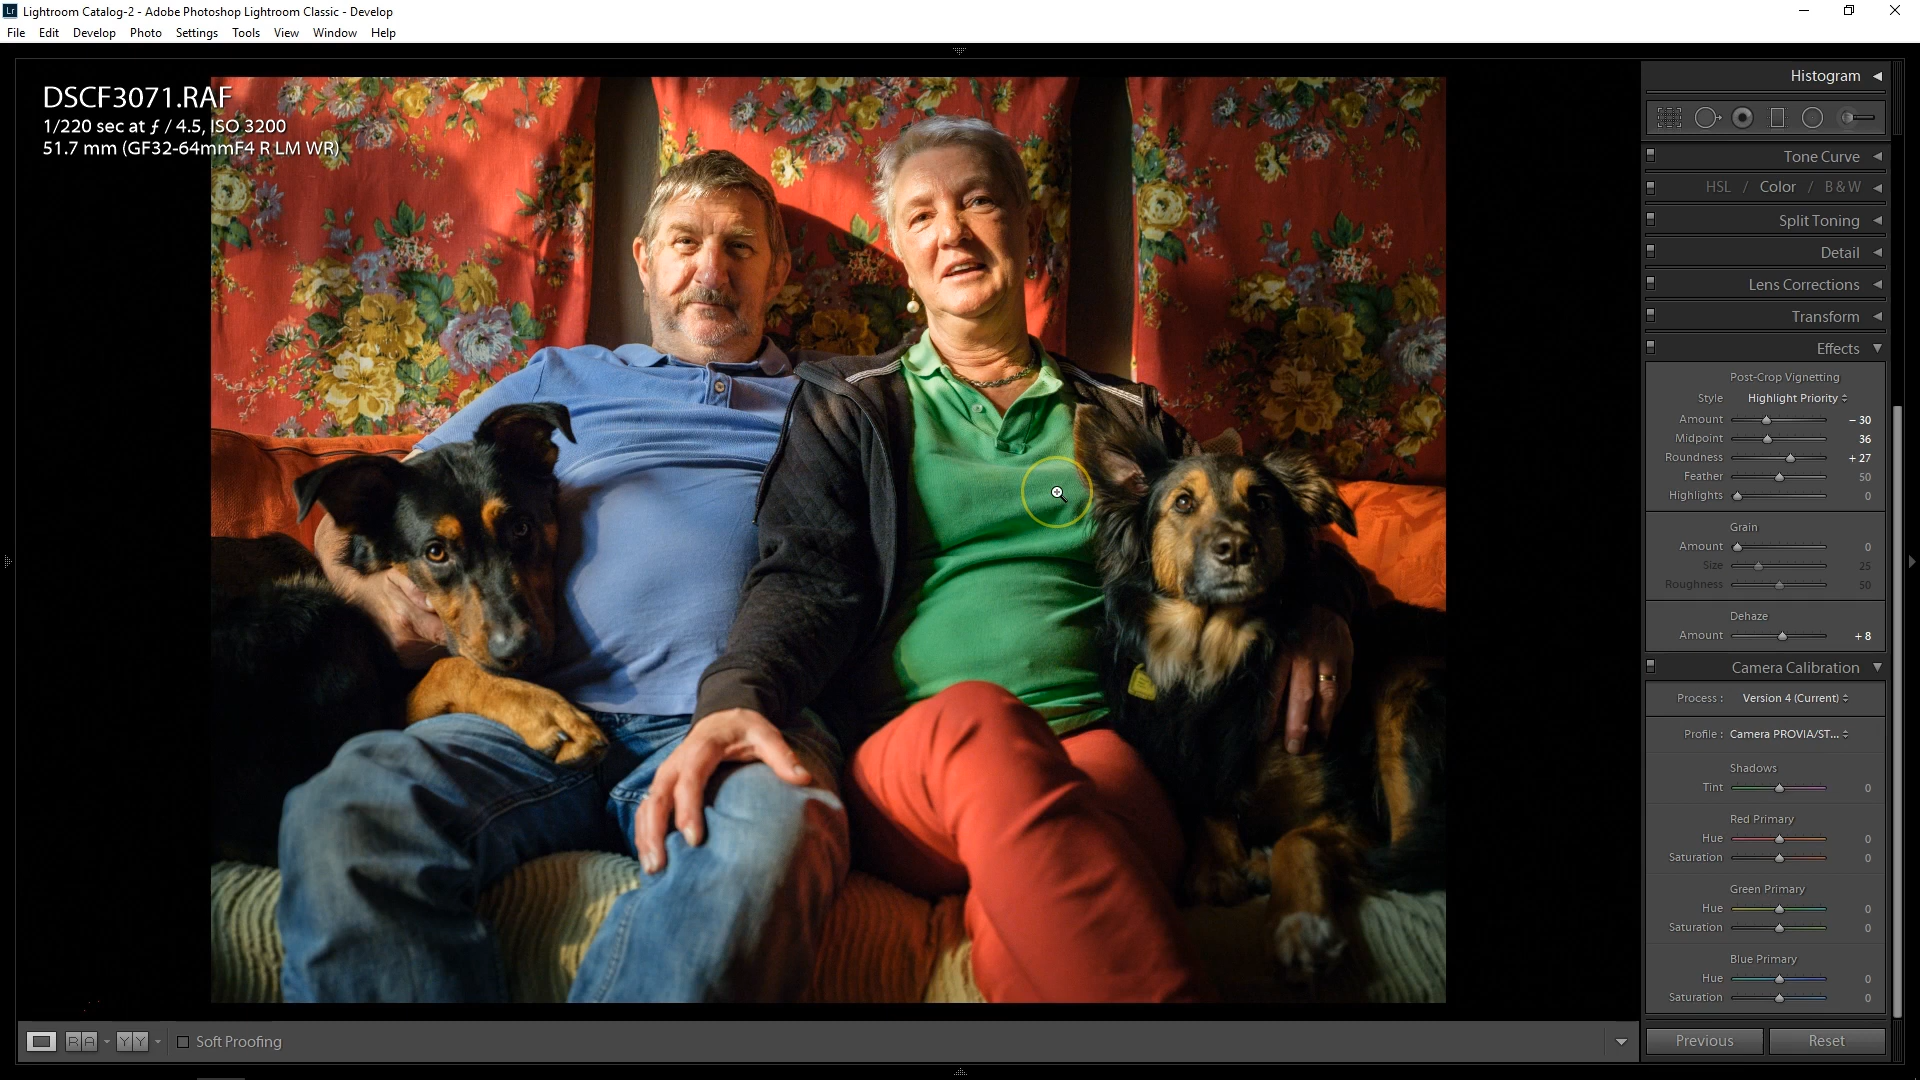 Lightroom Catalog-2 - Adobe Photoshop Lightroom Classic - Develop
File Edit Develop Photo Settings Tools View Window Help
DSCF3071.RAF
1/220 sec at ƒ / 4.5, ISO 3200
51.7 mm (GF32-64mmF4 R LM WR)
Histogram
Tone Curve
HSL / Color / B & W
Split Toning
Detail
Lens Corrections
Transform
Effects
Post-Crop Vignetting
Style Highlight Priority
Amount – 30
Midpoint 36
Roundness + 27
Feather 50
Highlights 0
Grain
Amount 0
Size 25
Roughness 50
Dehaze
Amount + 8
Camera Calibration
Process : Version 4 (Current)
Profile : Camera PROVIA/ST...
Shadows
Tint 0
Red Primary
Hue 0
Saturation 0
Green Primary
Hue 0
Saturation 0
Blue Primary
Hue 0
Saturation 0
R A Y Y Soft Proofing
Previous Reset